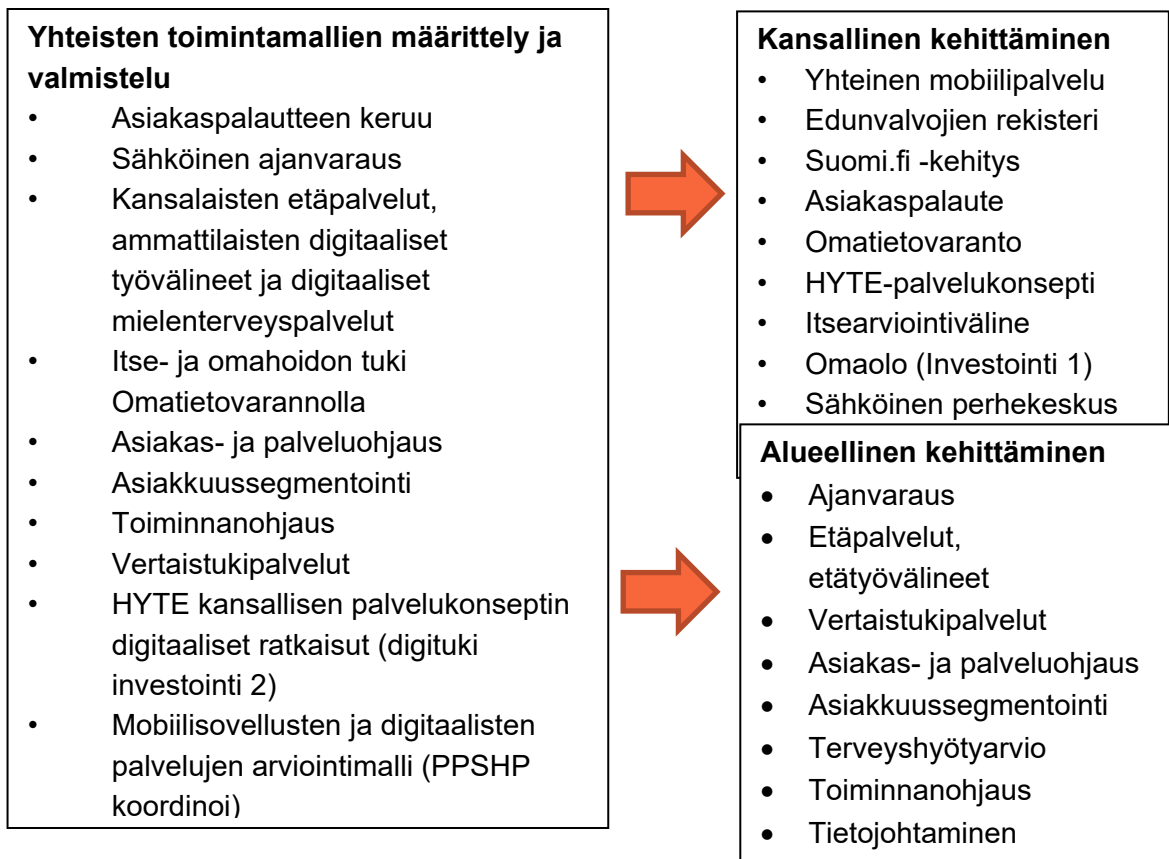 Yhteisten toimintamallien määrittely ja
valmistelu
• Asiakaspalautteen keruu
• Sähköinen ajanvaraus
• Kansalaisten etäpalvelut,
ammattilaisten digitaaliset
työvälineet ja digitaaliset
mielenterveyspalvelut
• Itse- ja omahoidon tuki
Omatietovarannolla
• Asiakas- ja palveluohjaus
• Asiakkuussegmentointi
• Toiminnanohjaus
• Vertaistukipalvelut
• HYTE kansallisen palvelukonseptin
digitaaliset ratkaisut (digituki
investointi 2)
• Mobiilisovellusten ja digitaalisten
palvelujen arviointimalli (PPSHP
koordinoi)
Kansallinen kehittäminen
• Yhteinen mobiilipalvelu
• Edunvalvojien rekisteri
• Suomi.fi -kehitys
• Asiakaspalaute
• Omatietovaranto
• HYTE-palvelukonsepti
• Itsearviointiväline
• Omaolo (Investointi 1)
• Sähköinen perhekeskus
Alueellinen kehittäminen
• Ajanvaraus
• Etäpalvelut,
etätyövälineet
• Vertaistukipalvelut
• Asiakas- ja palveluohjaus
• Asiakkuussegmentointi
• Terveyshyötyarvio
• Toiminnanohjaus
• Tietojohtaminen